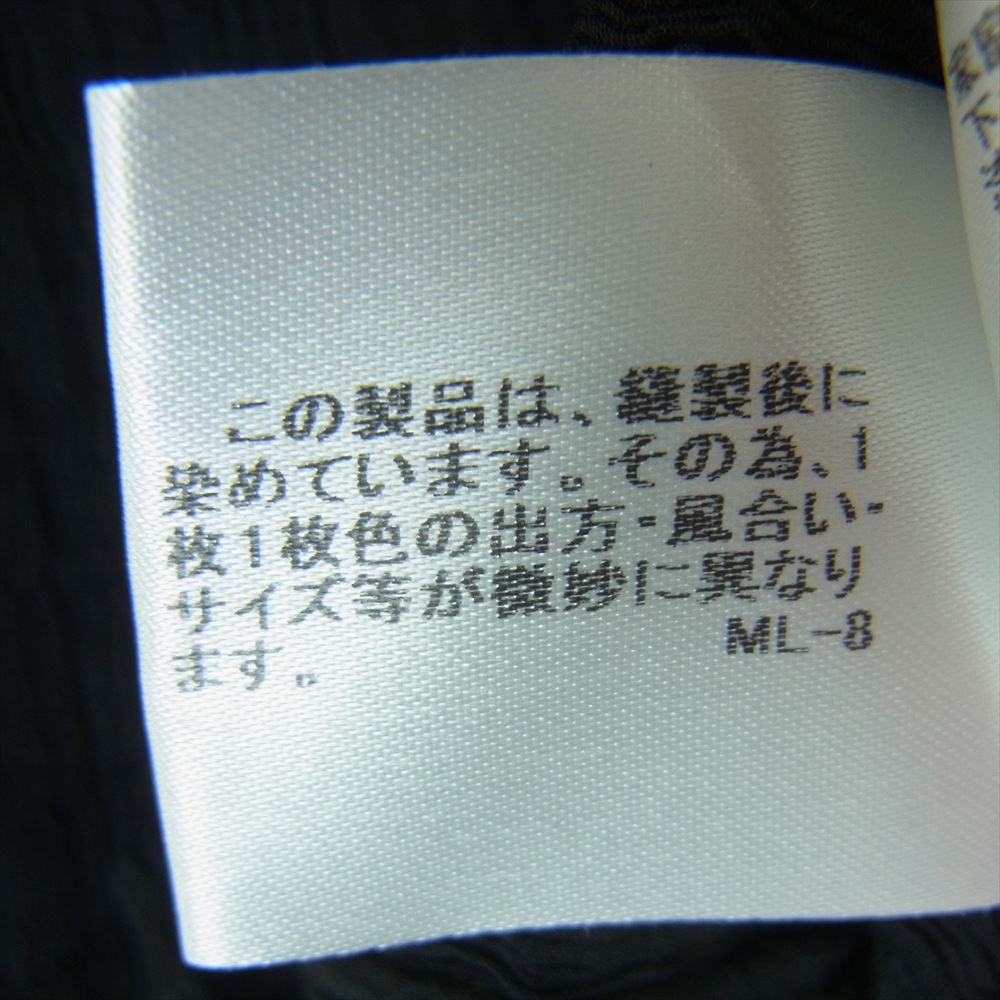 この製品は、縫製後に
染めています。その為、1
枚1枚色の出方・風合い・
サイズ等が微妙に異なり
ます。 ML-8